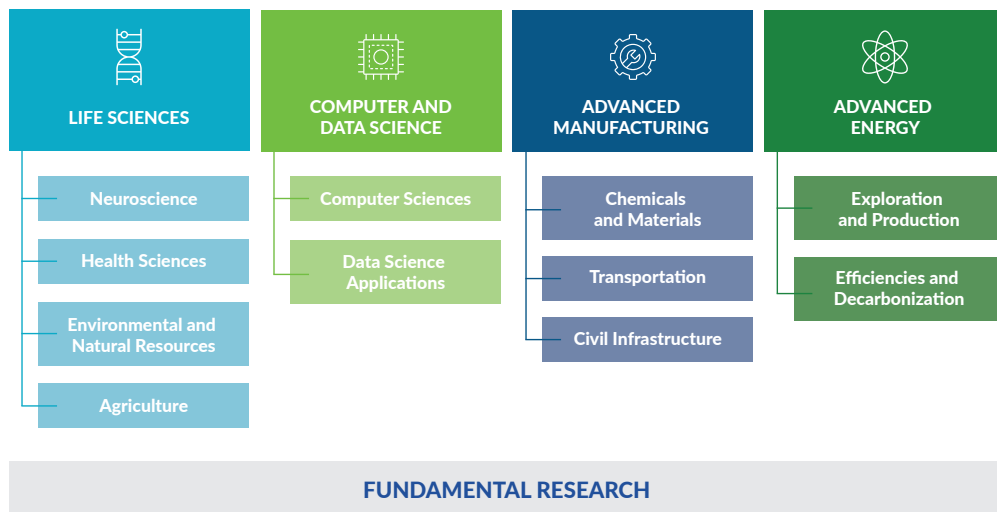 LIFE SCIENCES
Neuroscience
Health Sciences
Environmental and
Natural Resources
Agriculture
COMPUTER AND
DATA SCIENCE
Computer Sciences
Data Science
Applications
ADVANCED
MANUFACTURING
Chemicals
and Materials
Transportation
Civil Infrastructure
ADVANCED
ENERGY
Exploration
and Production
Efficiencies and
Decarbonization
FUNDAMENTAL RESEARCH